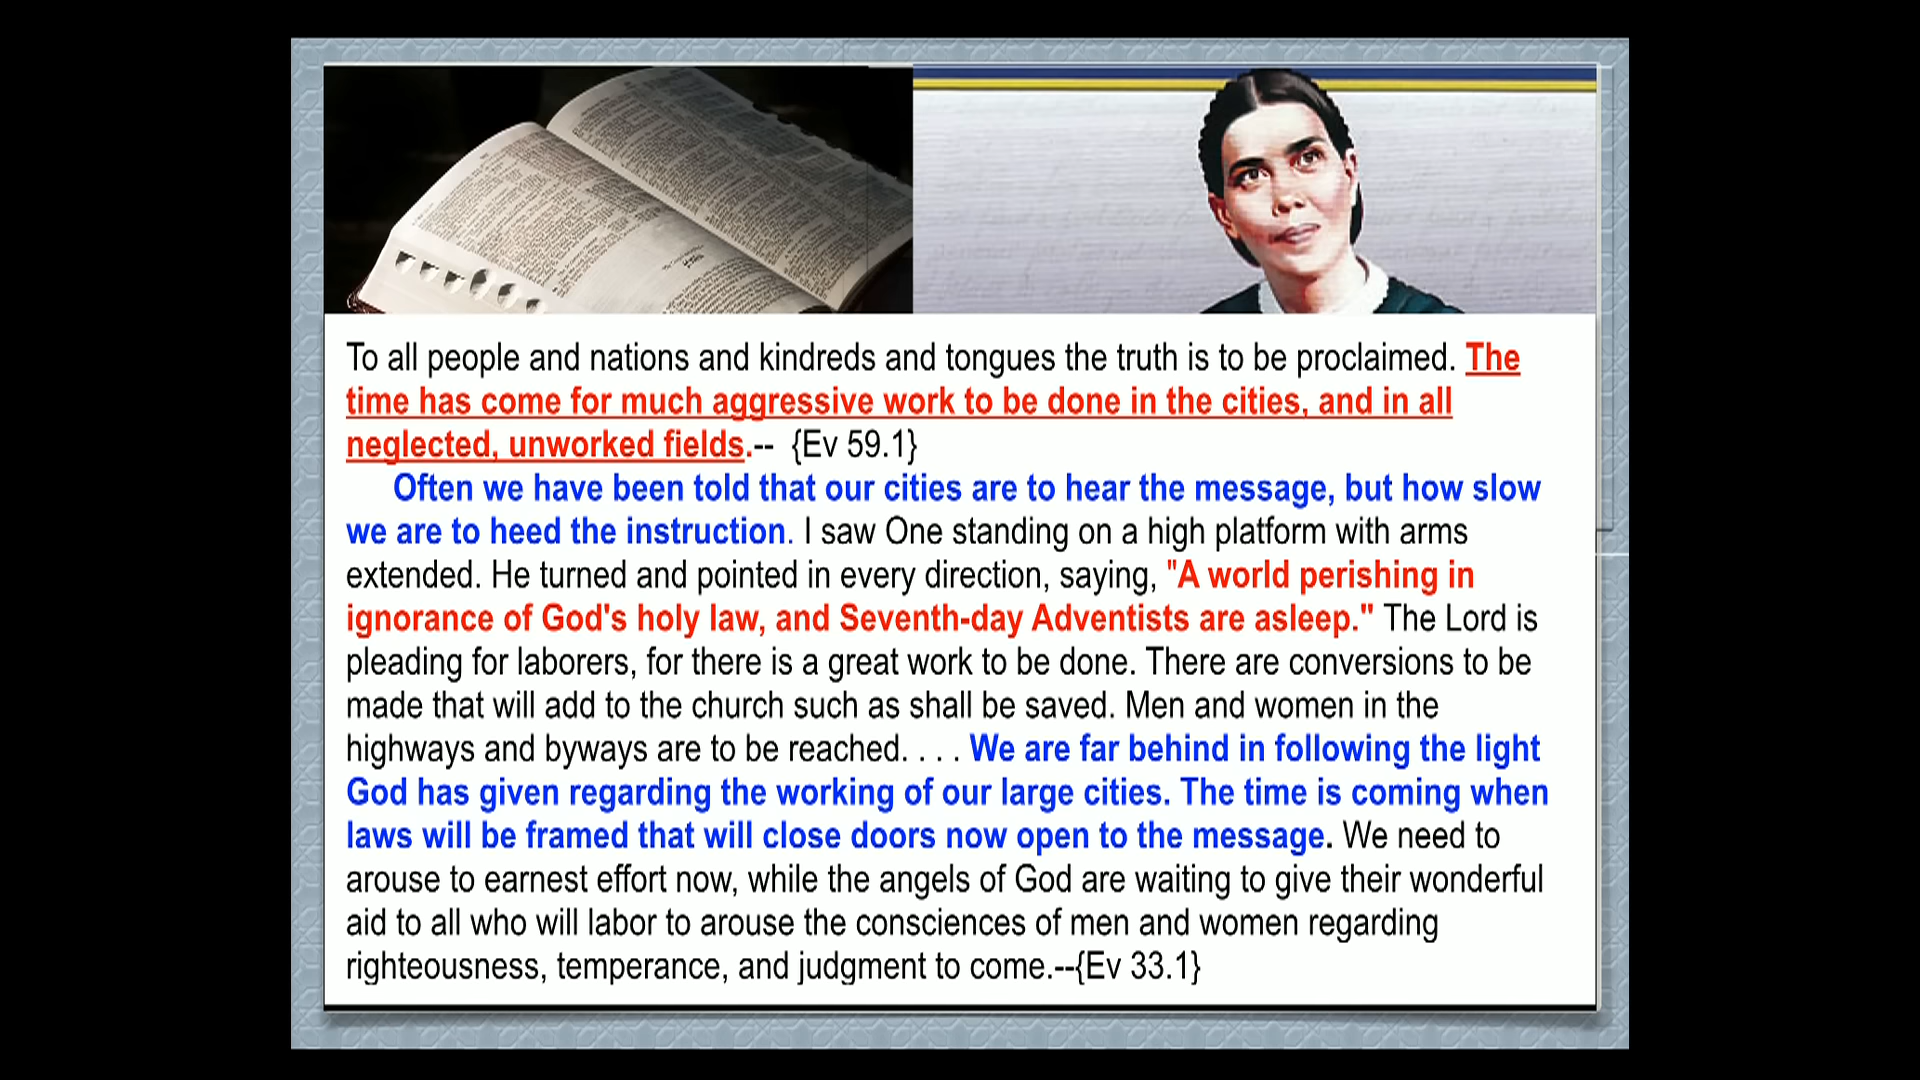 To all people and nations and kindreds and tongues the truth is to be proclaimed. The
time has come for much aggressive work to be done in the cities, and in all
neglected, unworked fields.--  {Ev 59.1}
Often we have been told that our cities are to hear the message, but how slow
we are to heed the instruction. I saw One standing on a high platform with arms
extended. He turned and pointed in every direction, saying, "A world perishing in
ignorance of God's holy law, and Seventh-day Adventists are asleep." The Lord is
pleading for laborers, for there is a great work to be done. There are conversions to be
made that will add to the church such as shall be saved. Men and women in the
highways and byways are to be reached. . . . We are far behind in following the light
God has given regarding the working of our large cities. The time is coming when
laws will be framed that will close doors now open to the message. We need to
arouse to earnest effort now, while the angels of God are waiting to give their wonderful
aid to all who will labor to arouse the consciences of men and women regarding
righteousness, temperance, and judgment to come.--{Ev 33.1}